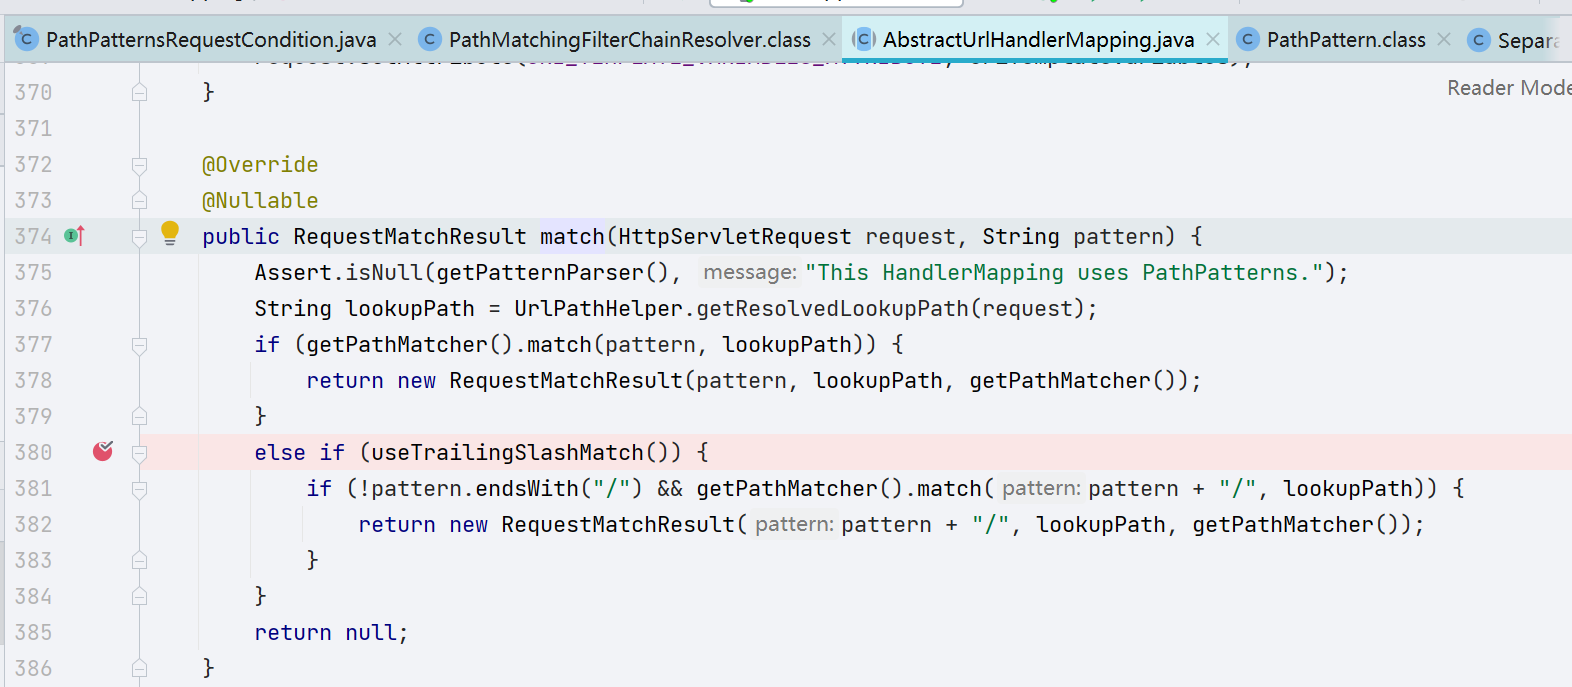 PathPatternsRequestCondition.java PathMatchingFilterChainResolver.class AbstractUrlHandlerMapping.java PathPattern.class Separa
370 }
Reader Mode
371
372 @Override
373 @Nullable
374 public RequestMatchResult match(HttpServletRequest request, String pattern) {
375 Assert.isNull(getPatternParser(), message: "This HandlerMapping uses PathPatterns.");
376 String lookupPath = UrlPathHelper.getResolvedLookupPath(request);
377 if (getPathMatcher().match(pattern, lookupPath)) {
378 return new RequestMatchResult(pattern, lookupPath, getPathMatcher());
379 }
380 else if (useTrailingSlashMatch()) {
381 if (!pattern.endsWith("/") && getPathMatcher().match( pattern: pattern + "/", lookupPath)) {
382 return new RequestMatchResult( pattern: pattern + "/", lookupPath, getPathMatcher());
383 }
384 }
385 return null;
386 }